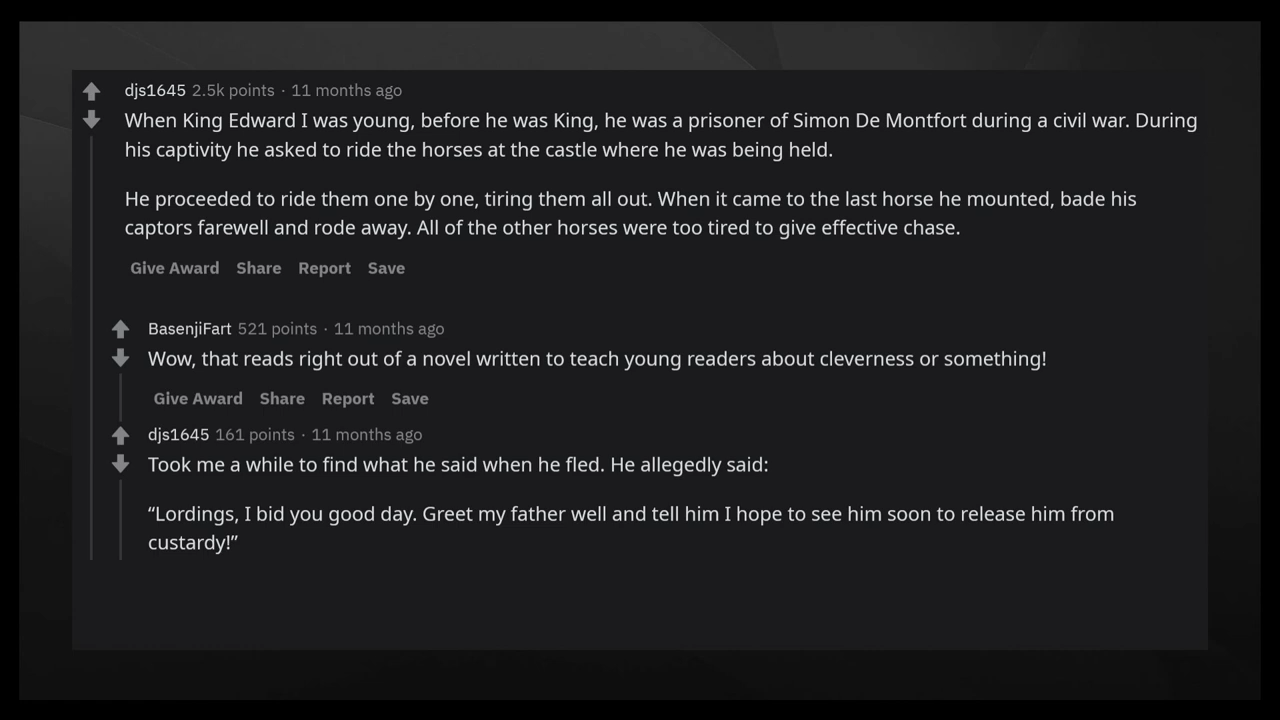 djs1645 2.5k points · 11 months ago
When King Edward I was young, before he was King, he was a prisoner of Simon De Montfort during a civil war. During
his captivity he asked to ride the horses at the castle where he was being held.
He proceeded to ride them one by one, tiring them all out. When it came to the last horse he mounted, bade his
captors farewell and rode away. All of the other horses were too tired to give effective chase.
Give Award Share Report Save
BasenjiFart 521 points · 11 months ago
Wow, that reads right out of a novel written to teach young readers about cleverness or something!
Give Award Share Report Save
djs1645 161 points · 11 months ago
Took me a while to find what he said when he fled. He allegedly said:
“Lordings, I bid you good day. Greet my father well and tell him I hope to see him soon to release him from
custardy!”